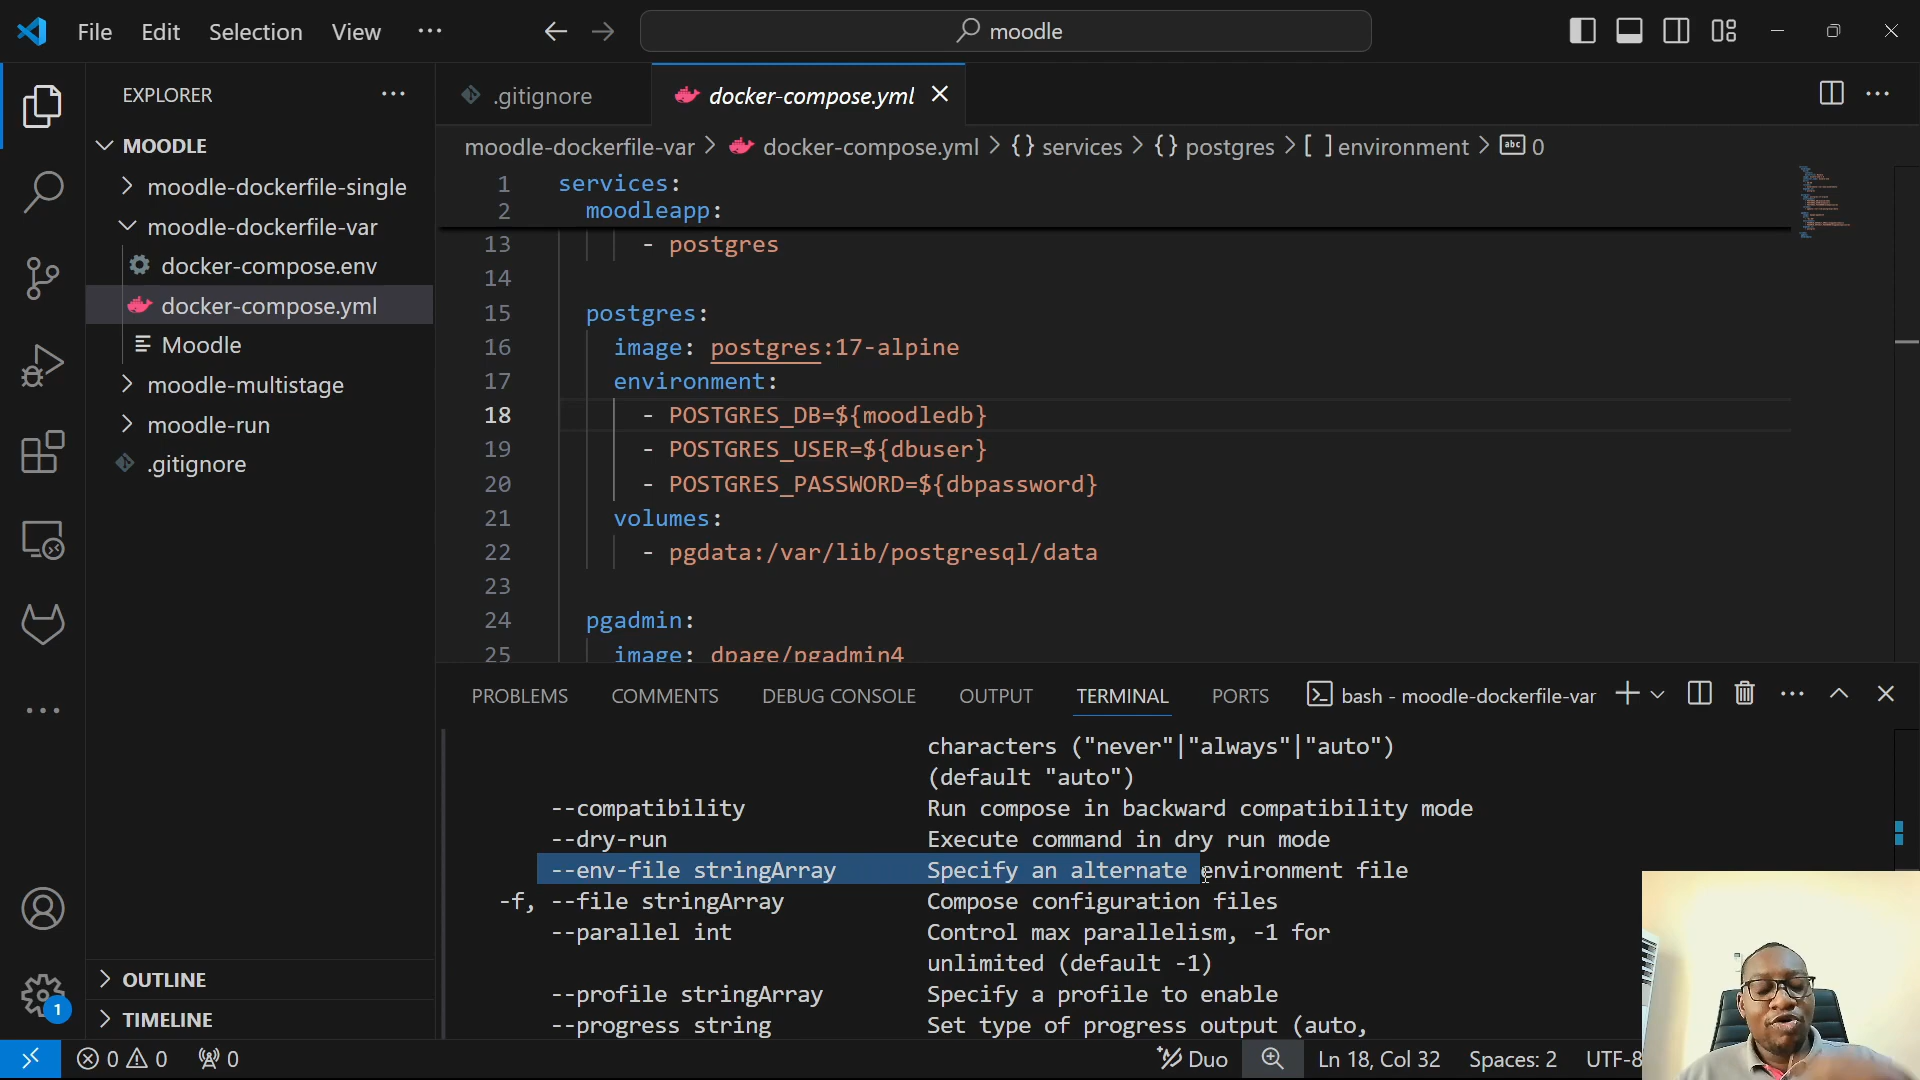 File Edit Selection View ···
moodle
EXPLORER ···
.gitignore
docker-compose.yml
MOODLE
moodle-dockerfile-single
moodle-dockerfile-var
docker-compose.env
docker-compose.yml
Moodle
moodle-multistage
moodle-run
.gitignore
OUTLINE
TIMELINE
moodle-dockerfile-var > docker-compose.yml > {} services > {} postgres > [ ] environment > abc 0
1 services:
2 moodleapp:
13 - postgres
14
15 postgres:
16 image: postgres:17-alpine
17 environment:
18 - POSTGRES_DB=${moodledb}
19 - POSTGRES_USER=${dbuser}
20 - POSTGRES_PASSWORD=${dbpassword}
21 volumes:
22 - pgdata:/var/lib/postgresql/data
23
24 pgadmin:
25 image: dpage/pgadmin4
PROBLEMS COMMENTS DEBUG CONSOLE OUTPUT TERMINAL PORTS bash - moodle-dockerfile-var
characters ("never"|"always"|"auto")
(default "auto")
--compatibility Run compose in backward compatibility mode
--dry-run Execute command in dry run mode
--env-file stringArray Specify an alternate environment file
-f, --file stringArray Compose configuration files
--parallel int Control max parallelism, -1 for
unlimited (default -1)
--profile stringArray Specify a profile to enable
--progress string Set type of progress output (auto,
1
0 0 0 Duo Ln 18, Col 32 Spaces: 2 UTF-8